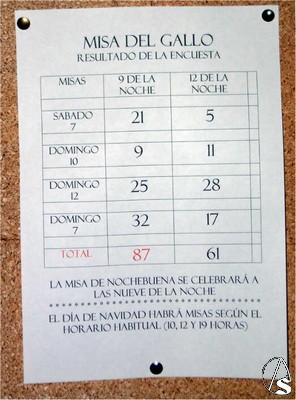 MISA DEL GALLO
RESULTADO DE LA ENCUESTA
MISAS 9 DE LA NOCHE 12 DE LA NOCHE
SABADO 7 21 5
DOMINGO 10 9 11
DOMINGO 12 25 28
DOMINGO 7 32 17
TOTAL 87 61
LA MISA DE NOCHEBUENA SE CELEBRARÁ A
LAS NUEVE DE LA NOCHE
EL DÍA DE NAVIDAD HABRÁ MISAS SEGÚN EL
HORARIO HABITUAL (10, 12 Y 19 HORAS)